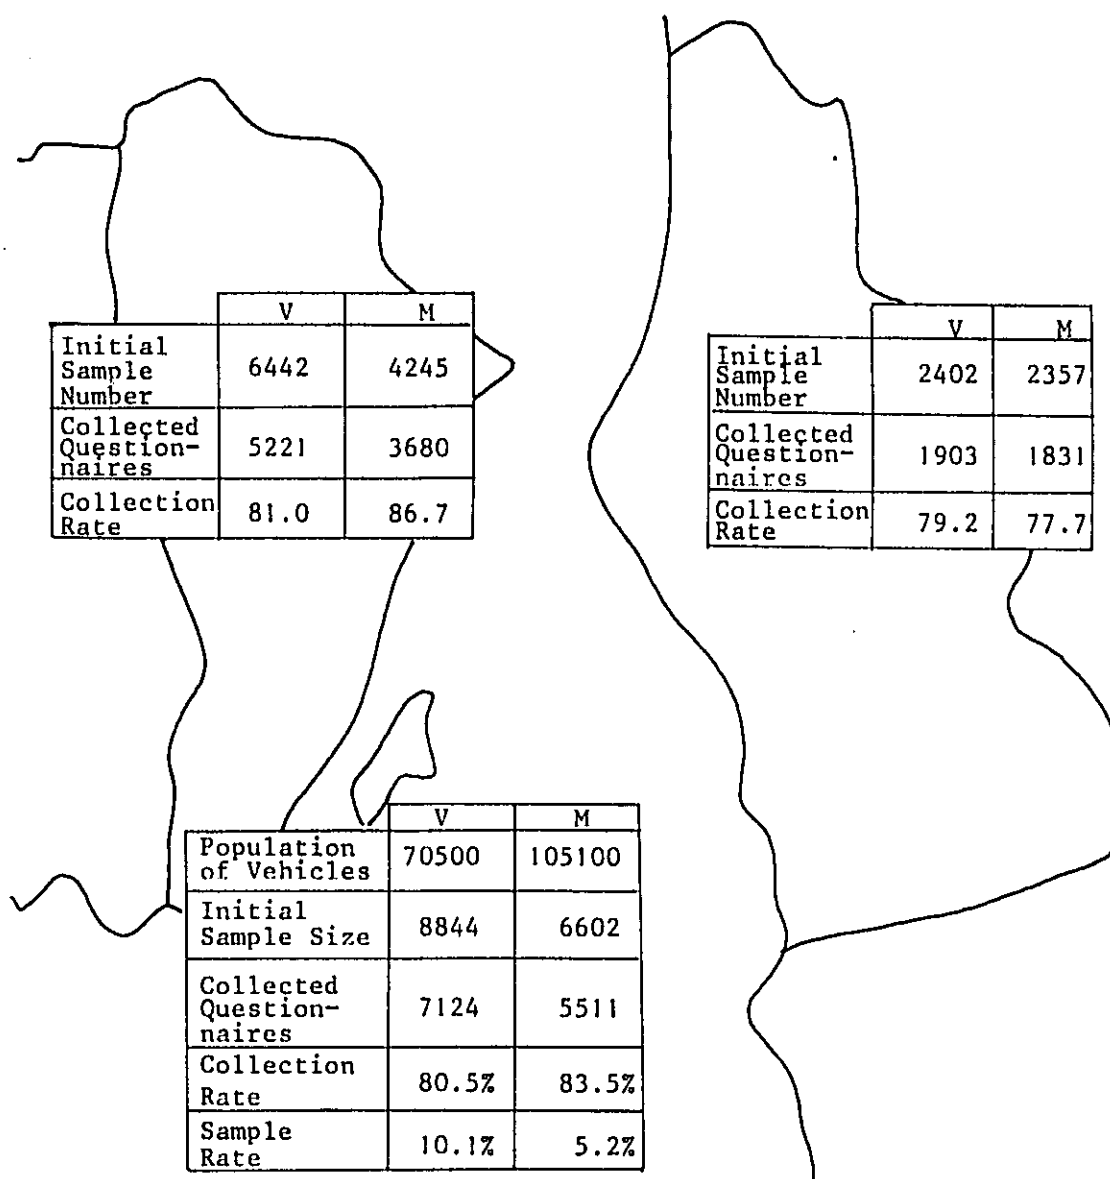 V M
Initial
Sample
Number 6442 4245
Collected
Question-
naires 5221 3680
Collection
Rate 81.0 86.7
V M
Initial
Sample
Number 2402 2357
Collected
Question-
naires 1903 1831
Collection
Rate 79.2 77.7
V M
Population
of Vehicles 70500 105100
Initial
Sample Size 8844 6602
Collected
Question-
naires 7124 5511
Collection
Rate 80.5% 83.5%
Sample
Rate 10.1% 5.2%